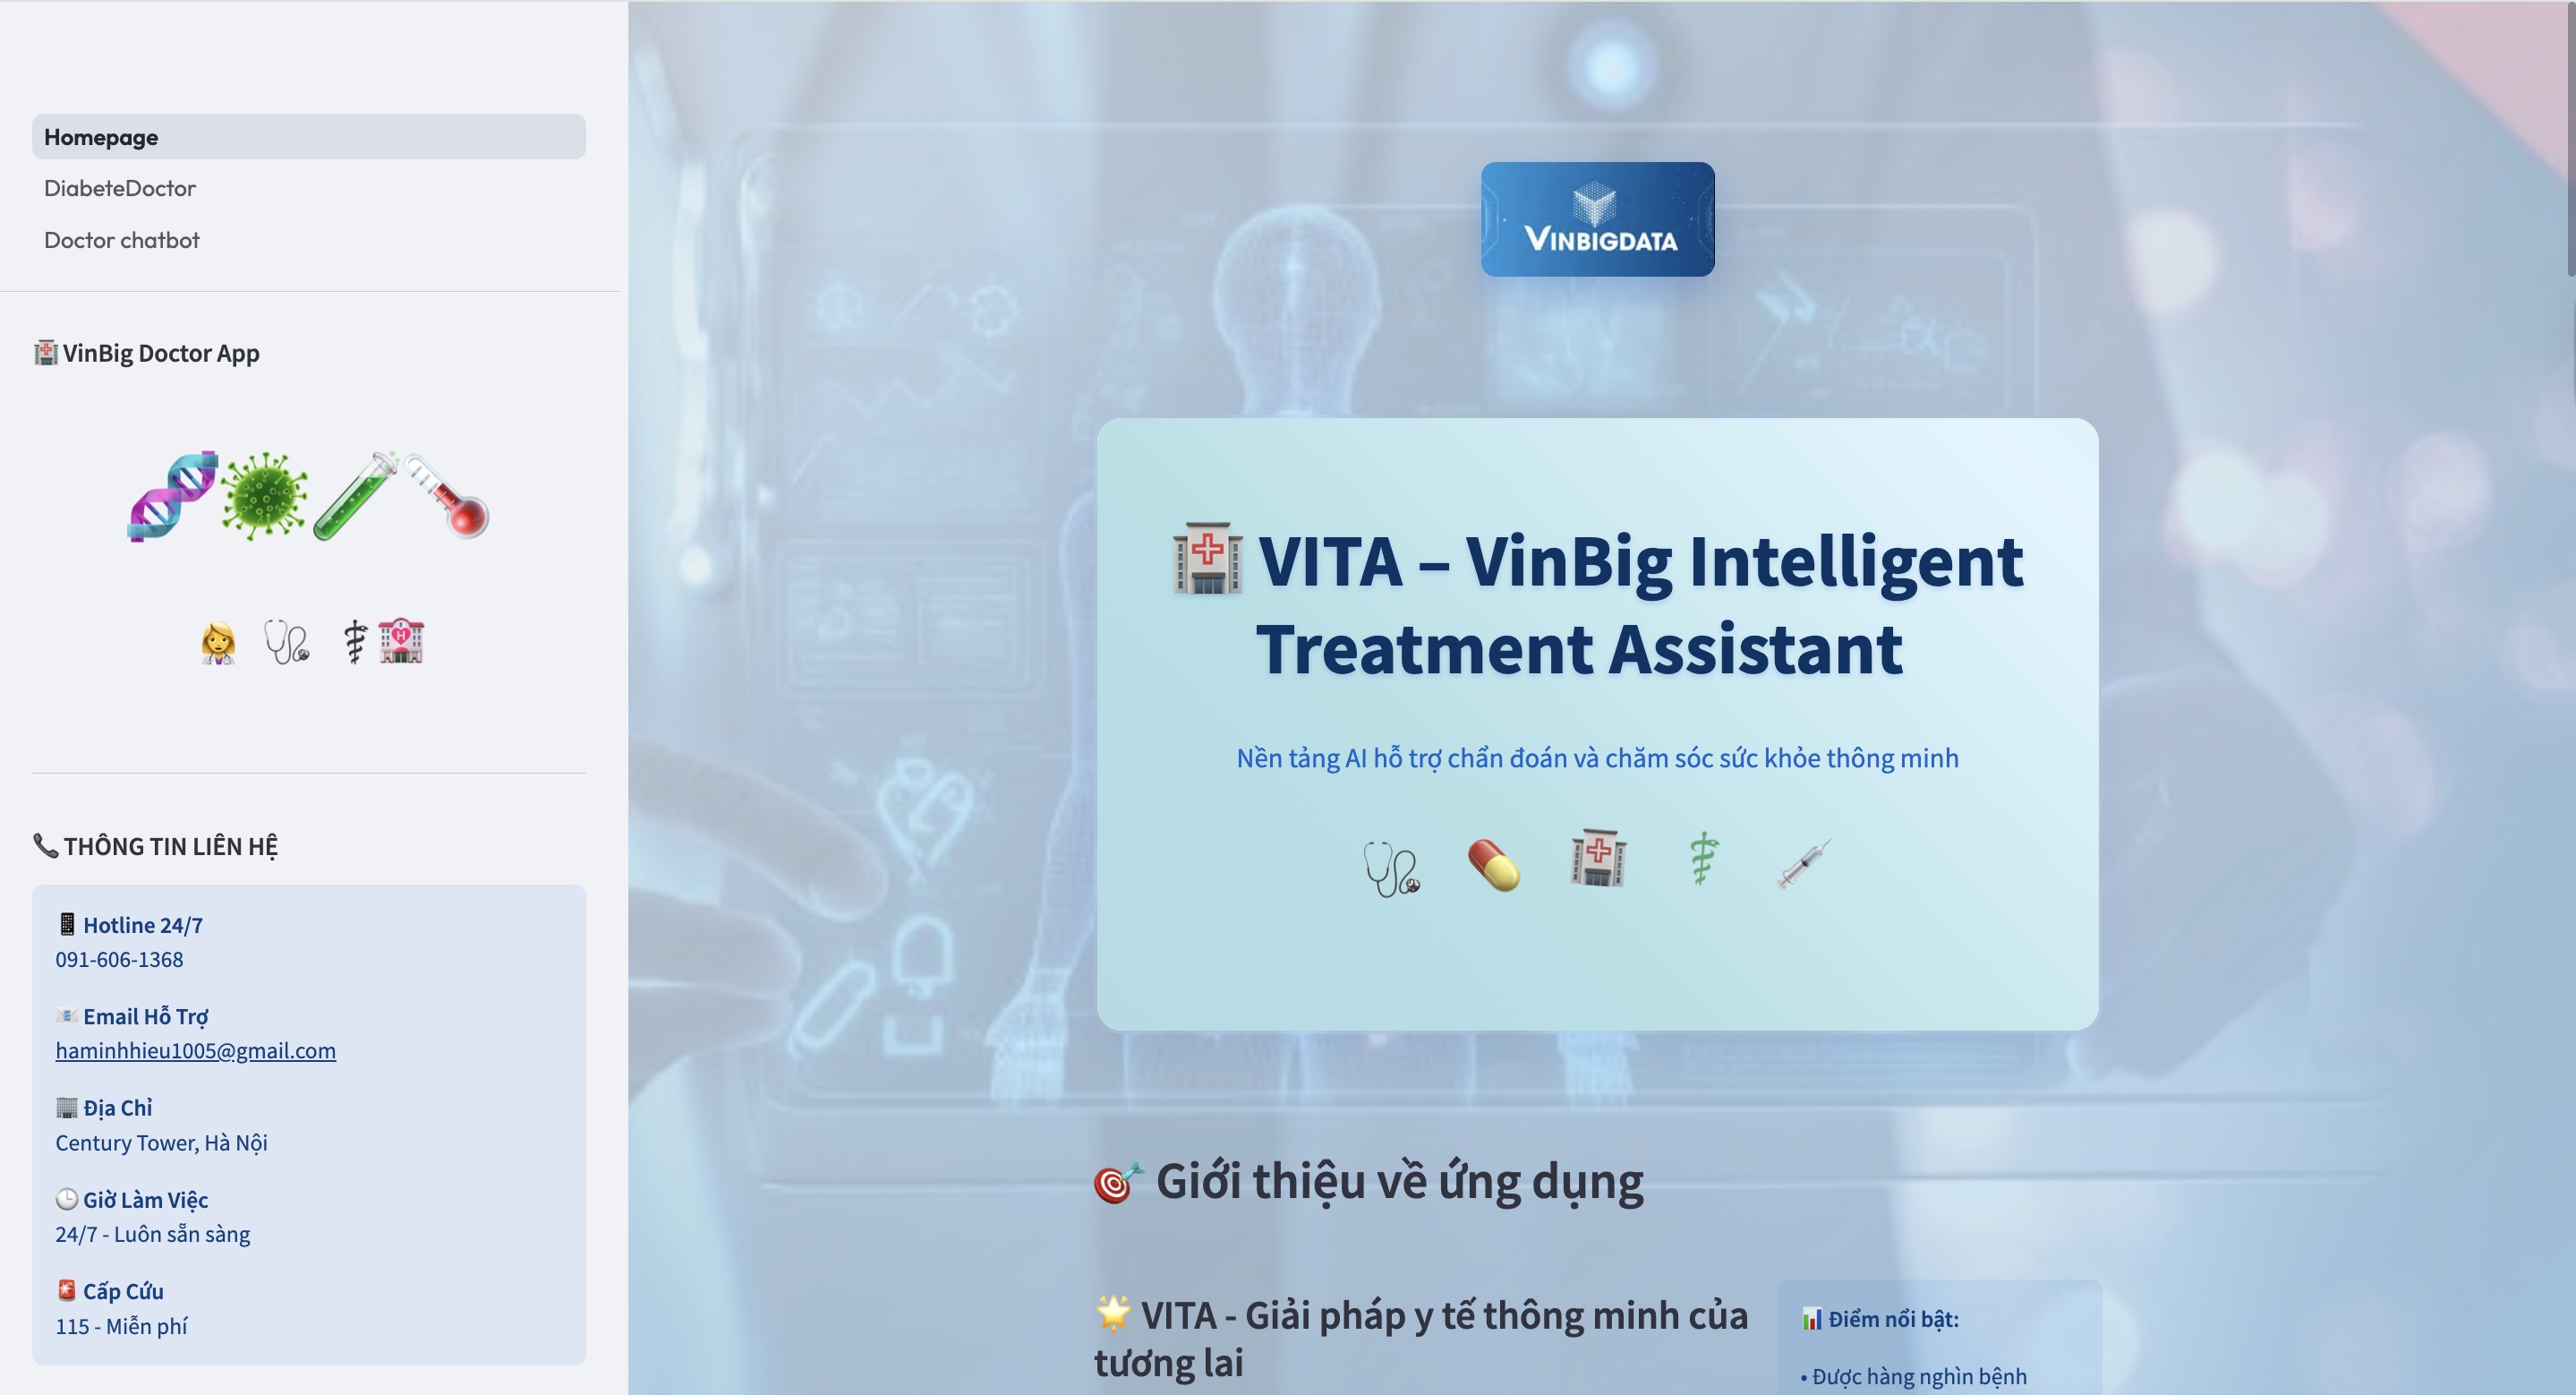 Homepage
DiabeteDoctor
Doctor chatbot
VinBig Doctor App
THÔNG TIN LIÊN HỆ
Hotline 24/7
091-606-1368
Email Hỗ Trợ
haminhhieu1005@gmail.com
Địa Chỉ
Century Tower, Hà Nội
Giờ Làm Việc
24/7 - Luôn sẵn sàng
Cấp Cứu
115 - Miễn phí
VINBIGDATA
VITA – VinBig Intelligent
Treatment Assistant
Nền tảng AI hỗ trợ chẩn đoán và chăm sóc sức khỏe thông minh
Giới thiệu về ứng dụng
VITA - Giải pháp y tế thông minh của
tương lai
Điểm nổi bật:
• Được hàng nghìn bệnh